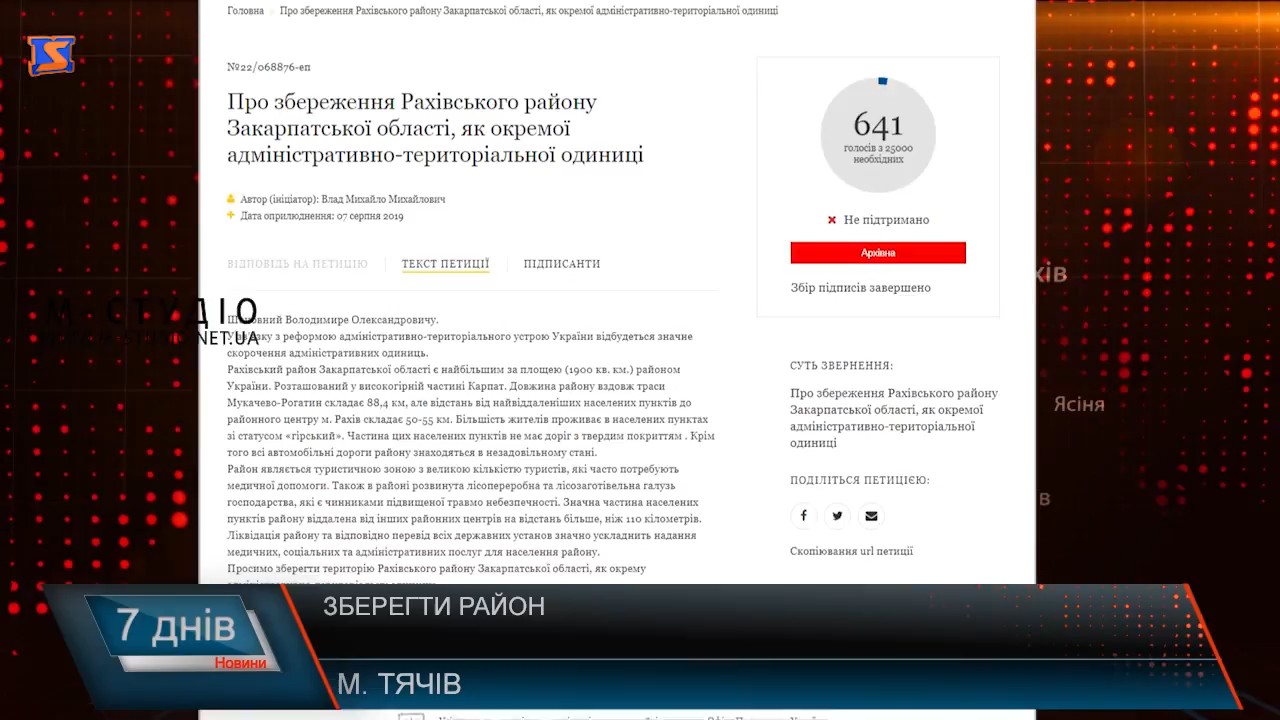 Головна » Про збереження Рахівського району Закарпатської області, як окремої адміністративно-територіальної одиниці
№22/068876-еп
Про збереження Рахівського району
Закарпатської області, як окремої
адміністративно-територіальної одиниці
Автор (ініціатор): Влад Михайло Михайлович
Дата оприлюднення: 07 серпня 2019
ВІДПОВІДЬ НА ПЕТИЦІЮ
ТЕКСТ ПЕТИЦІЇ
ПІДПИСАНТИ
641
голосів з 25000
необхідних
Не підтримано
Архівна
Збір підписів завершено
М СТУДІО
Володимире Олександровичу.
з реформою адміністративно-територіального устрою України відбудеться значне
скорочення адміністративних одиниць.
Рахівський район Закарпатської області є найбільшим за площею (1900 кв. км.) районом
України. Розташований у високогірній частині Карпат. Довжина району вздовж траси
Мукачево-Рогатин складає 88,4 км, але відстань від найвіддаленіших населених пунктів до
районного центру м. Рахів складає 50-55 км. Більшість жителів проживає в населених пунктах
зі статусом «гірський». Частина цих населених пунктів не має доріг з твердим покриттям . Крім
того всі автомобільні дороги району знаходяться в незадовільному стані.
Район являється туристичною зоною з великою кількістю туристів, які часто потребують
медичної допомоги. Також в районі розвинута лісопереробна та лісозаготівельна галузь
господарства, які є чинниками підвищеної травмо небезпечності. Значна частина населених
пунктів району віддалена від інших районних центрів на відстань більше, ніж 110 кілометрів.
Ліквідація району та відповідно перевід всіх державних установ значно ускладнить надання
медичних, соціальних та адміністративних послуг для населення району.
Просимо зберегти територію Рахівського району Закарпатської області, як окрему
СУТЬ ЗВЕРНЕННЯ:
Про збереження Рахівського району
Закарпатської області, як окремої
адміністративно-територіальної
одиниці
ПОДІЛІТЬСЯ ПЕТИЦІЄЮ:
Скопіювання url петиції
Ясіня
7 днів
Новини
ЗБЕРЕГТИ РАЙОН
М. ТЯЧІВ